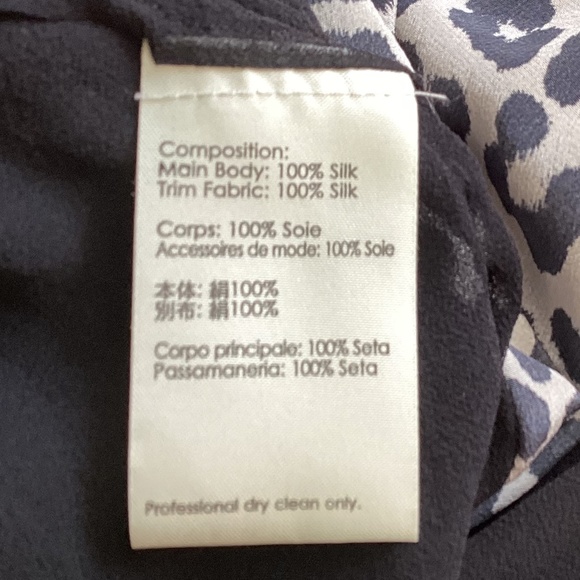 Composition:
Main Body: 100% Silk
Trim Fabric: 100% Silk
Corps: 100% Soie
Accessoires de mode: 100% Soie
本体: 絹100%
別布: 絹100%
Corpo principale: 100% Seta
Passamaneria: 100% Seta
Professional dry clean only.